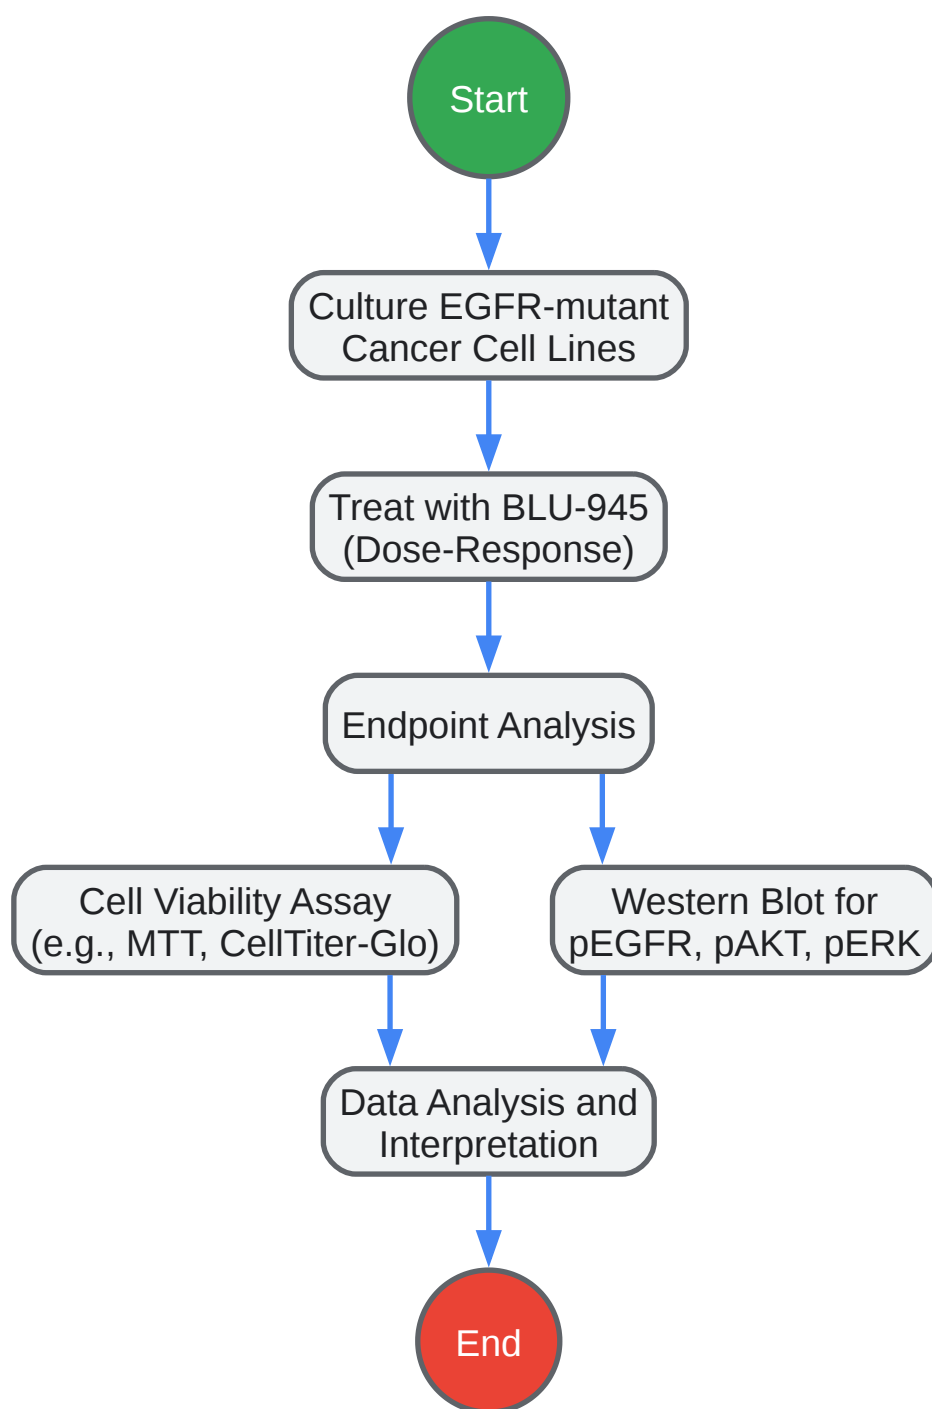 Start
Culture EGFR-mutant
Cancer Cell Lines
Treat with BLU-945
(Dose-Response)
Endpoint Analysis
Cell Viability Assay
(e.g., MTT, CellTiter-Glo)
Western Blot for
pEGFR, pAKT, pERK
Data Analysis and
Interpretation
End